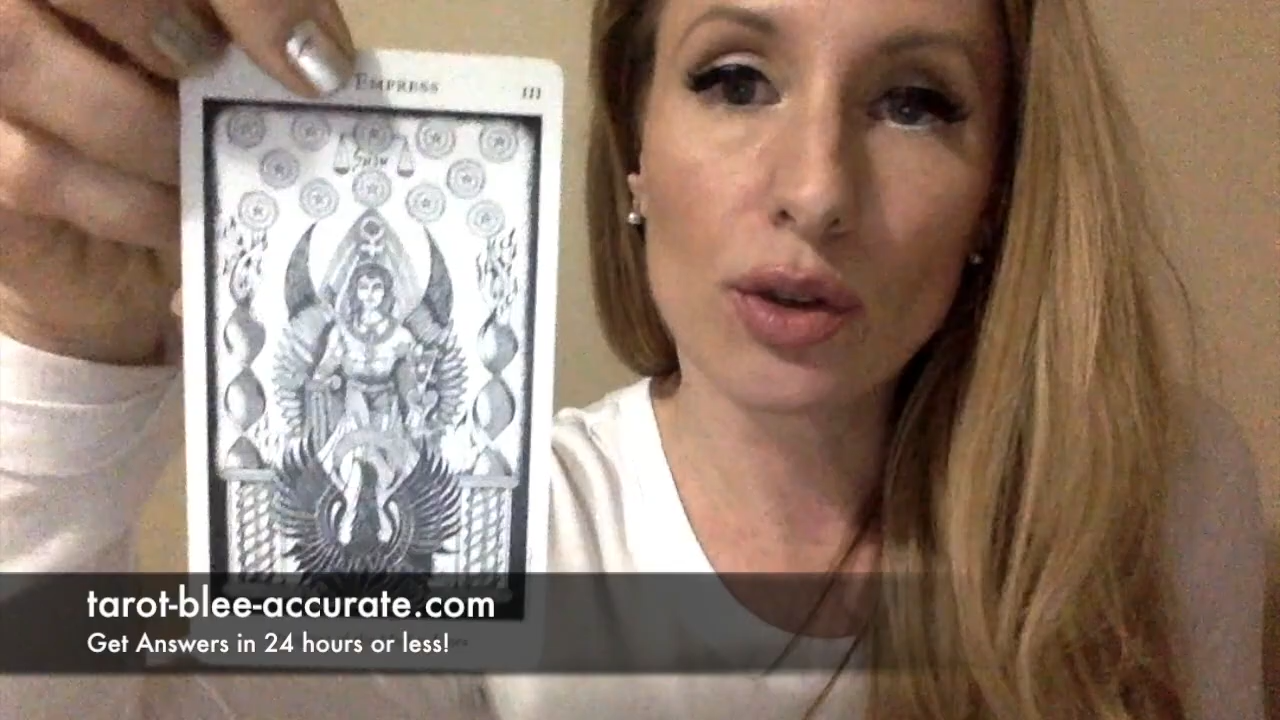 EMPRESS III
tarot-blee-accurate.com
Get Answers in 24 hours or less!